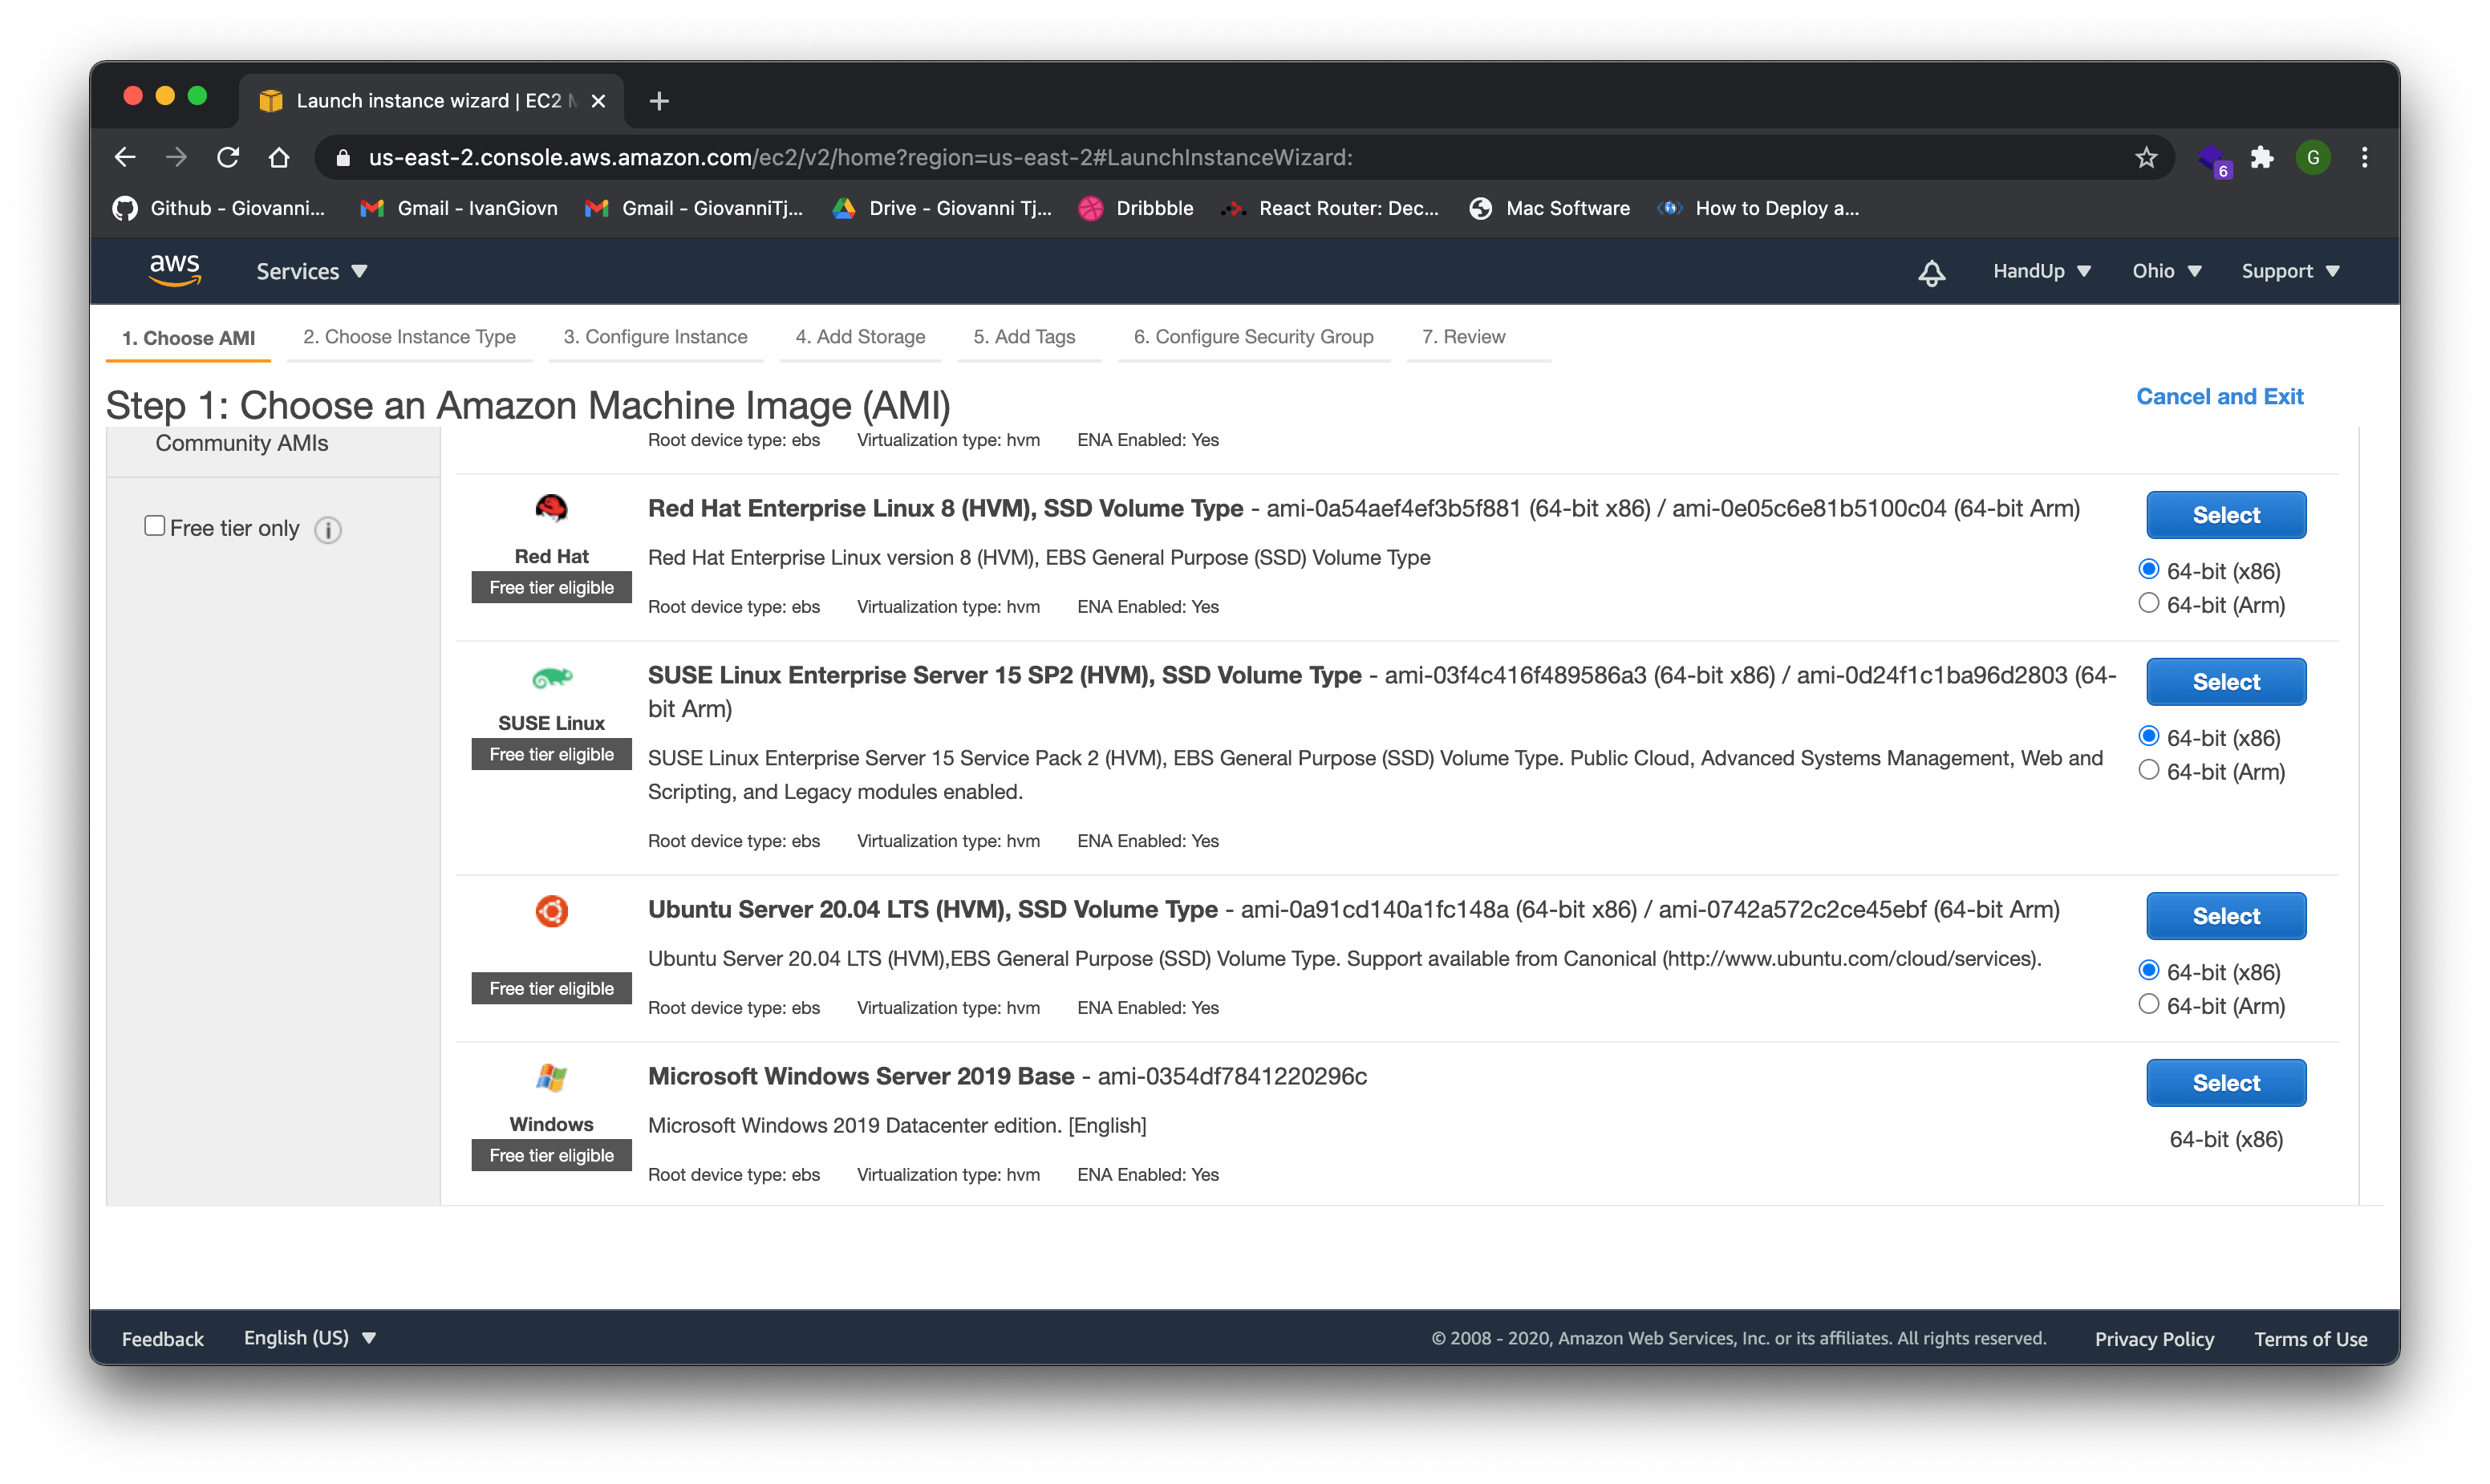 Launch instance wizard | EC2 M
us-east-2.console.aws.amazon.com/ec2/v2/home?region=us-east-2#LaunchInstanceWizard:
6
G
Github - Giovanni...
Gmail - IvanGiovn
Gmail - GiovanniTj...
Drive - Giovanni Tj...
Dribbble
React Router: Dec...
Mac Software
How to Deploy a...
aws
Services
HandUp
Ohio
Support
1. Choose AMI
2. Choose Instance Type
3. Configure Instance
4. Add Storage
5. Add Tags
6. Configure Security Group
7. Review
Step 1: Choose an Amazon Machine Image (AMI)
Cancel and Exit
Community AMIs
Free tier only
i
Root device type: ebs Virtualization type: hvm ENA Enabled: Yes
Red Hat
Free tier eligible
Red Hat Enterprise Linux 8 (HVM), SSD Volume Type - ami-0a54aef4ef3b5f881 (64-bit x86) / ami-0e05c6e81b5100c04 (64-bit Arm)
Red Hat Enterprise Linux version 8 (HVM), EBS General Purpose (SSD) Volume Type
Root device type: ebs Virtualization type: hvm ENA Enabled: Yes
Select
64-bit (x86)
64-bit (Arm)
SUSE Linux
Free tier eligible
SUSE Linux Enterprise Server 15 SP2 (HVM), SSD Volume Type - ami-03f4c416f489586a3 (64-bit x86) / ami-0d24f1c1ba96d2803 (64-
bit Arm)
SUSE Linux Enterprise Server 15 Service Pack 2 (HVM), EBS General Purpose (SSD) Volume Type. Public Cloud, Advanced Systems Management, Web and
Scripting, and Legacy modules enabled.
Root device type: ebs Virtualization type: hvm ENA Enabled: Yes
Select
64-bit (x86)
64-bit (Arm)
Free tier eligible
Ubuntu Server 20.04 LTS (HVM), SSD Volume Type - ami-0a91cd140a1fc148a (64-bit x86) / ami-0742a572c2ce45ebf (64-bit Arm)
Ubuntu Server 20.04 LTS (HVM),EBS General Purpose (SSD) Volume Type. Support available from Canonical (http://www.ubuntu.com/cloud/services).
Root device type: ebs Virtualization type: hvm ENA Enabled: Yes
Select
64-bit (x86)
64-bit (Arm)
Windows
Free tier eligible
Microsoft Windows Server 2019 Base - ami-0354df7841220296c
Microsoft Windows 2019 Datacenter edition. [English]
Root device type: ebs Virtualization type: hvm ENA Enabled: Yes
Select
64-bit (x86)
Feedback
English (US)
© 2008 - 2020, Amazon Web Services, Inc. or its affiliates. All rights reserved.
Privacy Policy
Terms of Use